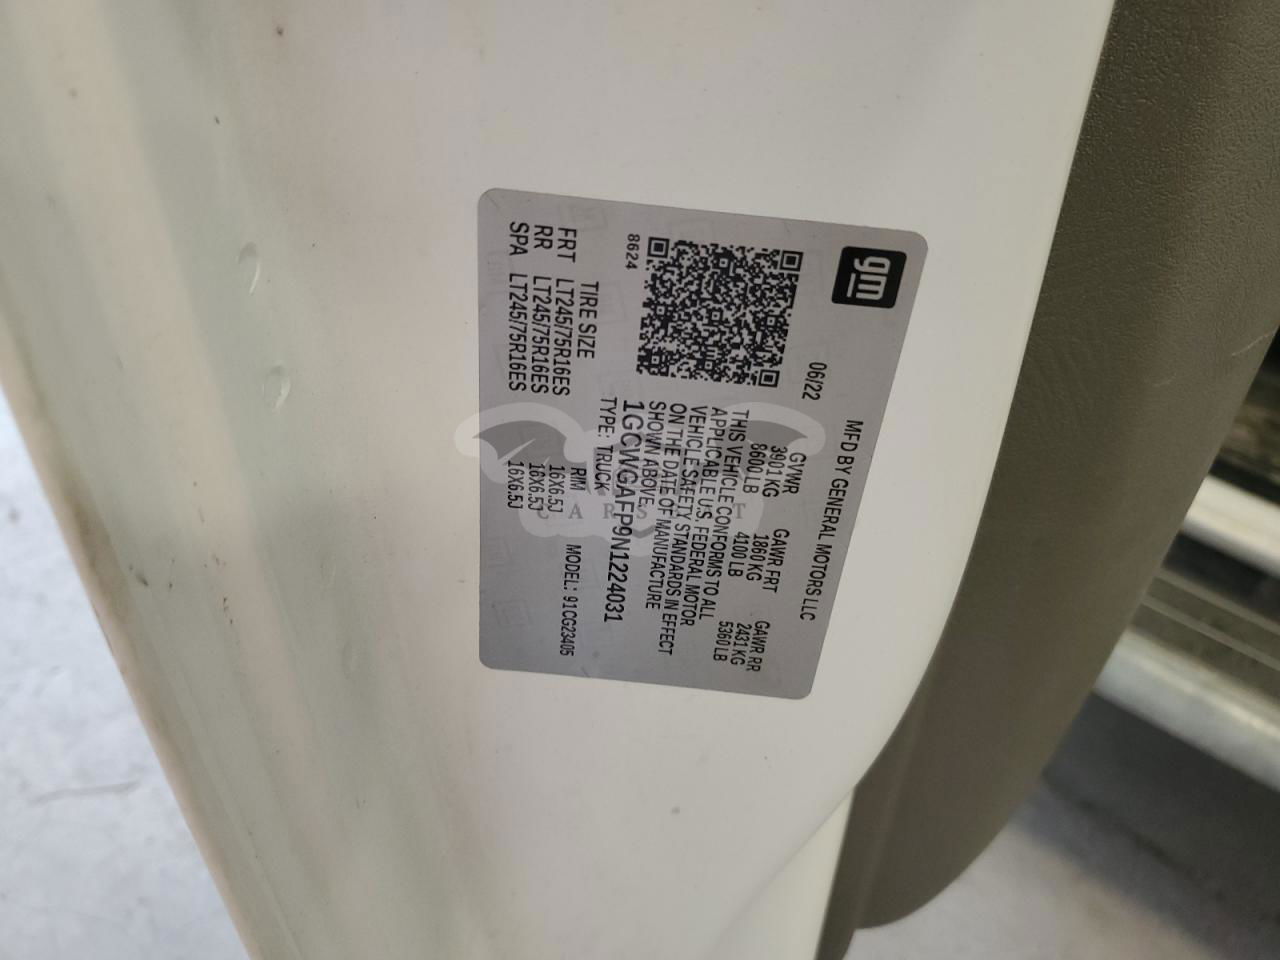 gm
MFD BY GENERAL MOTORS LLC
06/22
GVWR GAWR FRT GAWR RR
3901 KG 1860 KG 2431 KG
8600 LB 4100 LB 5360 LB
THIS VEHICLE CONFORMS TO ALL
APPLICABLE U.S. FEDERAL MOTOR
VEHICLE SAFETY STANDARDS IN EFFECT
ON THE DATE OF MANUFACTURE
SHOWN ABOVE.
8624
1GCWGAFP9N1224031
TYPE: TRUCK
MODEL: 91CG23405
TIRE SIZE RIM
FRT LT245/75R16ES 16X6.5J
RR LT245/75R16ES 16X6.5J
SPA LT245/75R16ES 16X6.5J